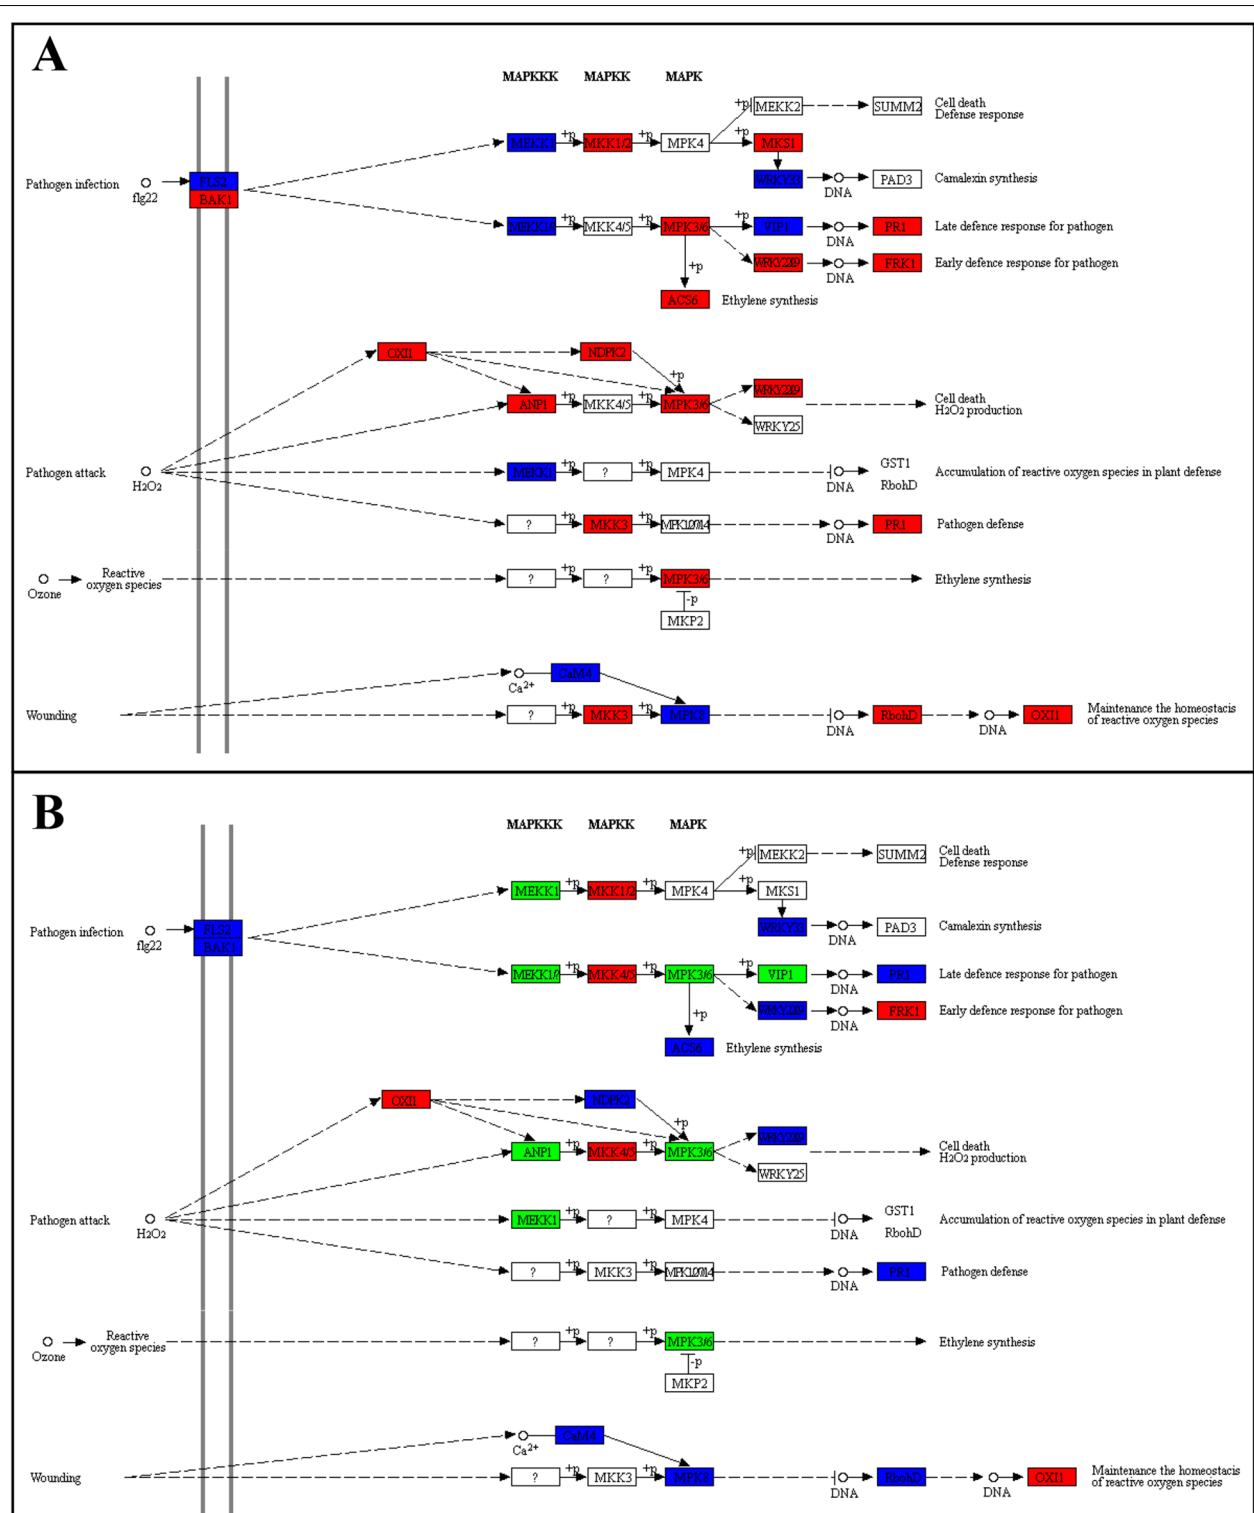 A
MAPKKK MAPKK MAPK
+p MEKK2 SUMM2 Cell death
Defense response
MEKK1 +p MKK1/2 +p MPK4 +p MKS1
Pathogen infection flg22 FLS2
BAK1
WRKY33 DNA PAD3 Camalexin synthesis
+p MKK4/5 +p MPK3/6 +p VIP1 DNA PR1 Late defence response for pathogen
DNA FRK1 Early defence response for pathogen
+p
ACS6 Ethylene synthesis
OXI1 NDPK2
+p
ANP1 +p MKK4/5 +p MPK3/6
WRKY25
Cell death
H2O2 production
Pathogen attack H2O2 MEKK1 +p ? +p MPK4 DNA GST1
RbohD
Accumulation of reactive oxygen species in plant defense
? +p MKK3 +p DNA PR1 Pathogen defense
Ozone Reactive
oxygen species
? +p ? +p MPK3/6 Ethylene synthesis
-p
MKP2
Ca2+ CaM4
Wounding ? +p MKK3 +p MPK8 DNA RbohD DNA OXI1 Maintenance the homeostacis
of reactive oxygen species
B
MAPKKK MAPKK MAPK
+p MEKK2 SUMM2 Cell death
Defense response
MEKK1 +p MKK1/2 +p MPK4 +p MKS1
Pathogen infection flg22 FLS2
BAK1
WRKY33 DNA PAD3 Camalexin synthesis
MEKK1/? +p MKK4/5 +p MPK3/6 +p VIP1 DNA PR1 Late defence response for pathogen
DNA FRK1 Early defence response for pathogen
+p
ACS6 Ethylene synthesis
OXI1 NDPK2
+p
ANP1 +p MKK4/5 +p MPK3/6
WRKY25
Cell death
H2O2 production
Pathogen attack H2O2 MEKK1 +p ? +p MPK4 DNA GST1
RbohD
Accumulation of reactive oxygen species in plant defense
? +p MKK3 +p DNA PR1 Pathogen defense
Ozone Reactive
oxygen species
? +p ? +p MPK3/6 Ethylene synthesis
-p
MKP2
Ca2+ CaM4
Wounding ? +p MKK3 +p MPK8 DNA RbohD DNA OXI1 Maintenance the homeostacis
of reactive oxygen species